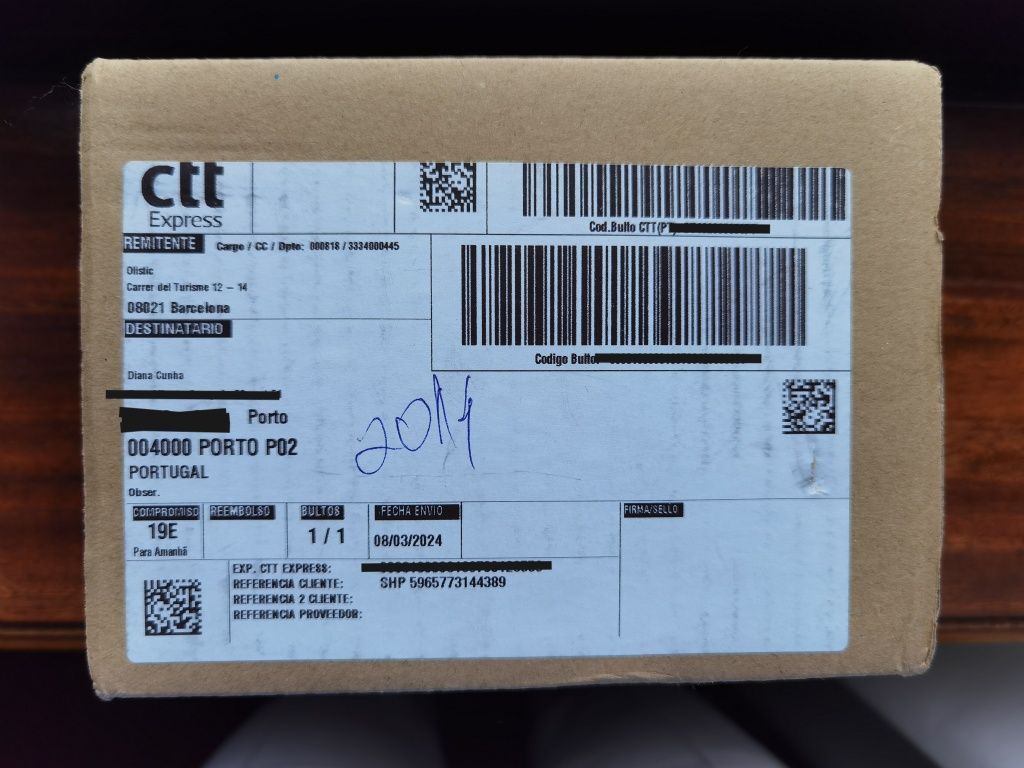 ctt
Express
Cod.Bulto CTT(PT
REMITENTE
Cargo / CC / Dpto: 000818 / 3334000445
Olistic
Carrer del Turisme 12 – 14
08021 Barcelona
Codigo Bulto:
DESTINATARIO
Diana Cunha
Porto
004000 PORTO P02
PORTUGAL
Obser.
COMPROMISO
REEMBOLSO
BULTOS
FECHA ENVIO
FIRMA/SELLO
19E
1 / 1
08/03/2024
Para Amanhã
EXP. CTT EXPRESS:
REFERENCIA CLIENTE: SHP 5965773144389
REFERENCIA 2 CLIENTE:
REFERENCIA PROVEEDOR: